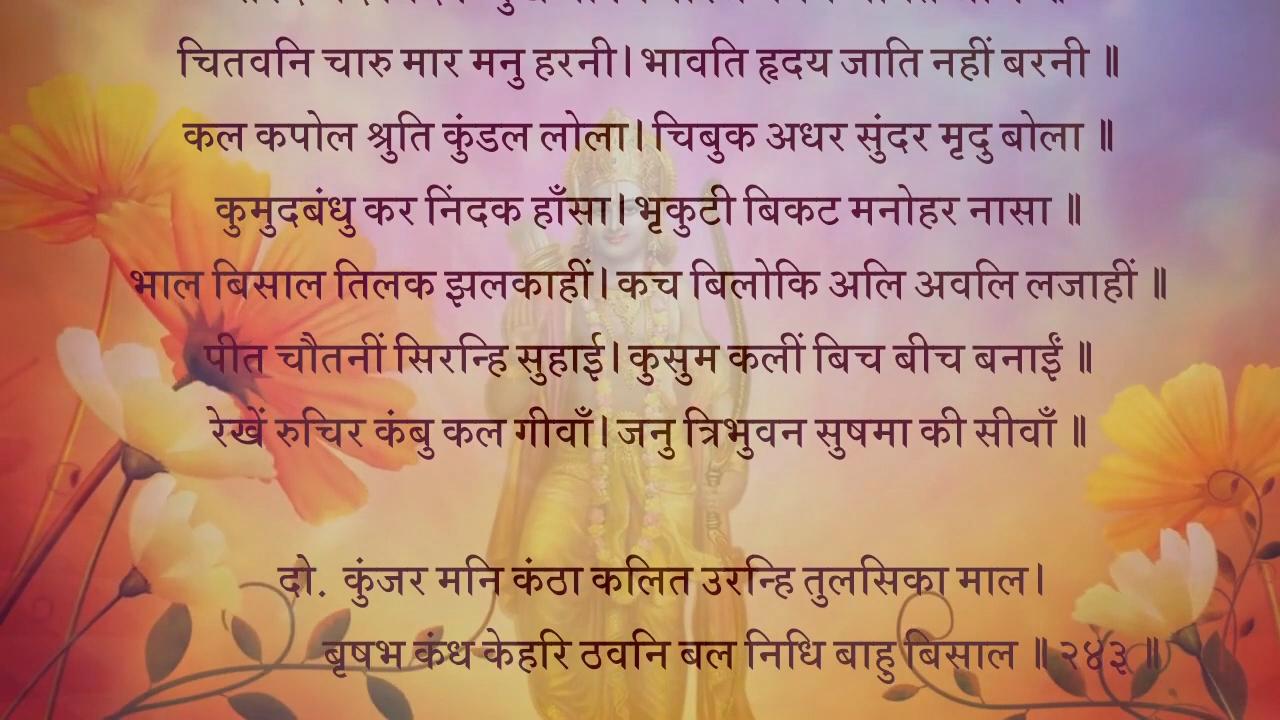 चितवनि चारु मार मनु हरनी। भावति हृदय जाति नहीं बरनी ॥
कल कपोल श्रुति कुंडल लोला। चिबुक अधर सुंदर मृदु बोला ॥
कुमुदबंधु कर निंदक हाँसा। भृकुटी बिकट मनोहर नासा ॥
भाल बिसाल तिलक झलकाहीं। कच बिलोकि अलि अवलि लजाहीं ॥
पीत चौतनीं सिरन्हि सुहाई। कुसुम कलीं बिच बीच बनाईं ॥
रेखें रुचिर कंबु कल गीवाँ। जनु त्रिभुवन सुषमा की सीवाँ ॥
दो. कुंजर मनि कंठा कलित उरन्हि तुलसिका माल।
बृषभ कंध केहरि ठवनि बल निधि बाहु बिसाल ॥ २४३ ॥